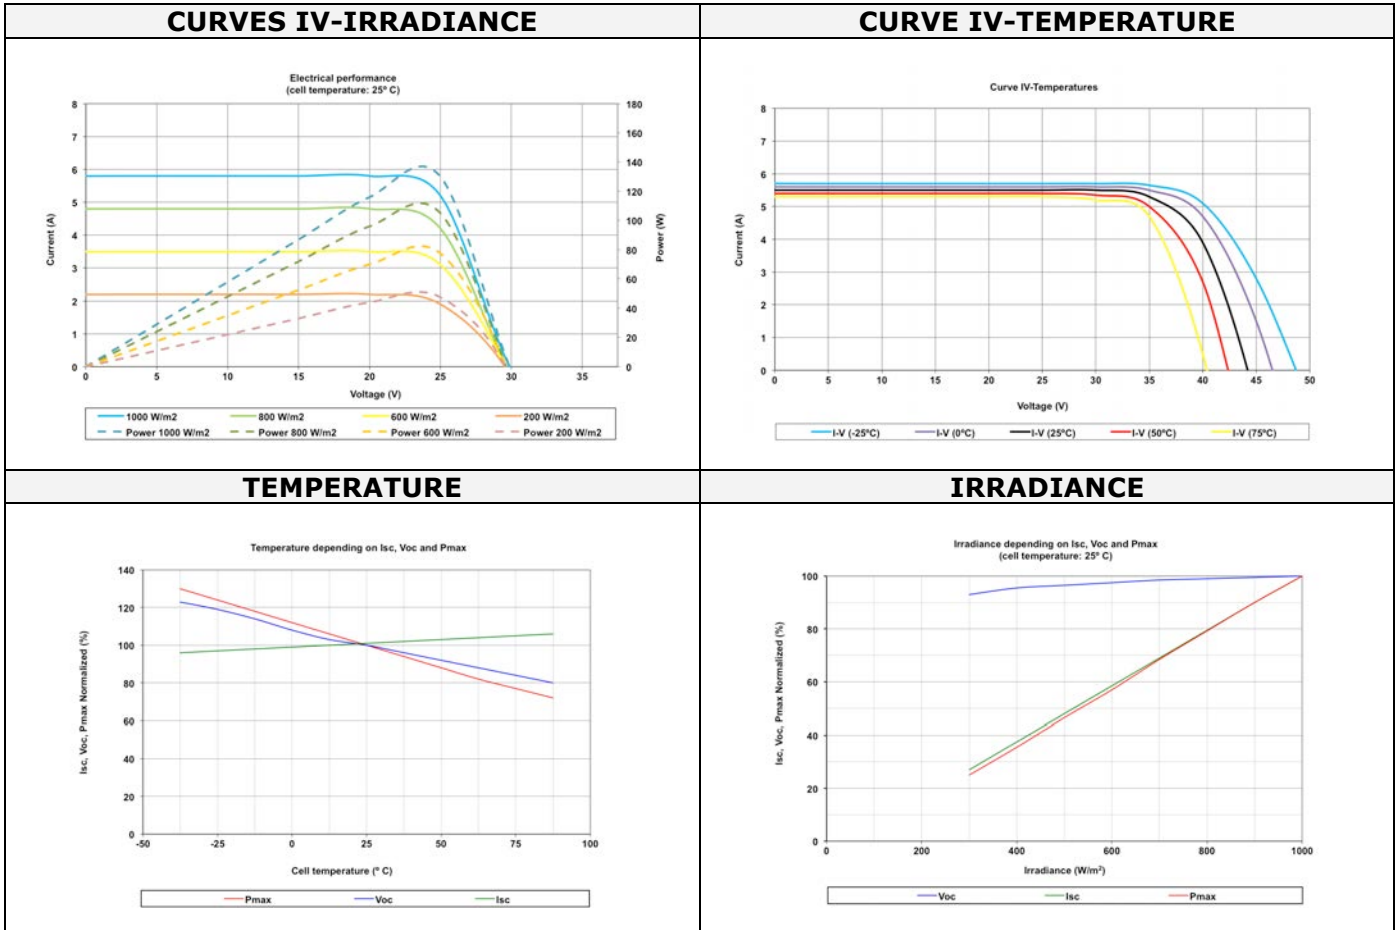 CURVES IV-IRRADIANCE
CURVE IV-TEMPERATURE
Electrical performance
(cell temperature: 25º C)
8
7
6
5
4
3
2
1
0
Current (A)
180
160
140
120
100
80
60
40
20
0
Power (W)
0 5 10 15 20 25 30 35
Voltage (V)
1000 W/m2 800 W/m2 600 W/m2 200 W/m2
Power 1000 W/m2 Power 800 W/m2 Power 600 W/m2 Power 200 W/m2
Curve IV-Temperatures
8
7
6
5
4
3
2
1
0
Current (A)
0 5 10 15 20 25 30 35 40 45 50
Voltage (V)
I-V (-25ºC) I-V (0ºC) I-V (25ºC) I-V (50ºC) I-V (75ºC)
TEMPERATURE
IRRADIANCE
Temperature depending on Isc, Voc and Pmax
140
120
100
80
60
40
20
0
Isc, Voc, Pmax Normalized (%)
-50 -25 0 25 50 75 100
Cell temperature (º C)
Pmax Voc Isc
Irradiance depending on Isc, Voc and Pmax
(cell temperature: 25º C)
100
80
60
40
20
0
Isc, Voc, Pmax Normalized (%)
0 200 400 600 800 1000
Irradiance (W/m²)
Voc Isc Pmax